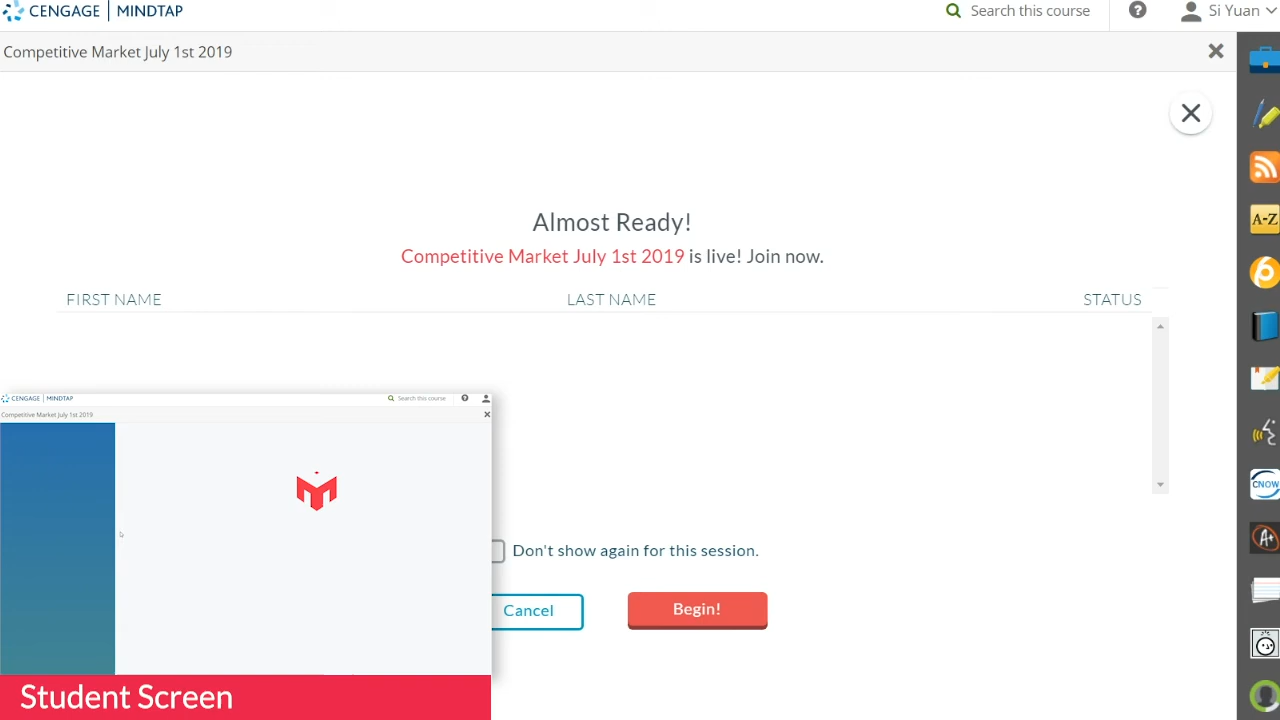 CENGAGE | MINDTAP
Search this course
Si Yuan
Competitive Market July 1st 2019
Almost Ready!
Competitive Market July 1st 2019 is live! Join now.
FIRST NAME LAST NAME STATUS
CENGAGE | MINDTAP
Search this course
Competitive Market July 1st 2019
Don't show again for this session.
Cancel
Begin!
Student Screen
A-Z
CNOW
A+